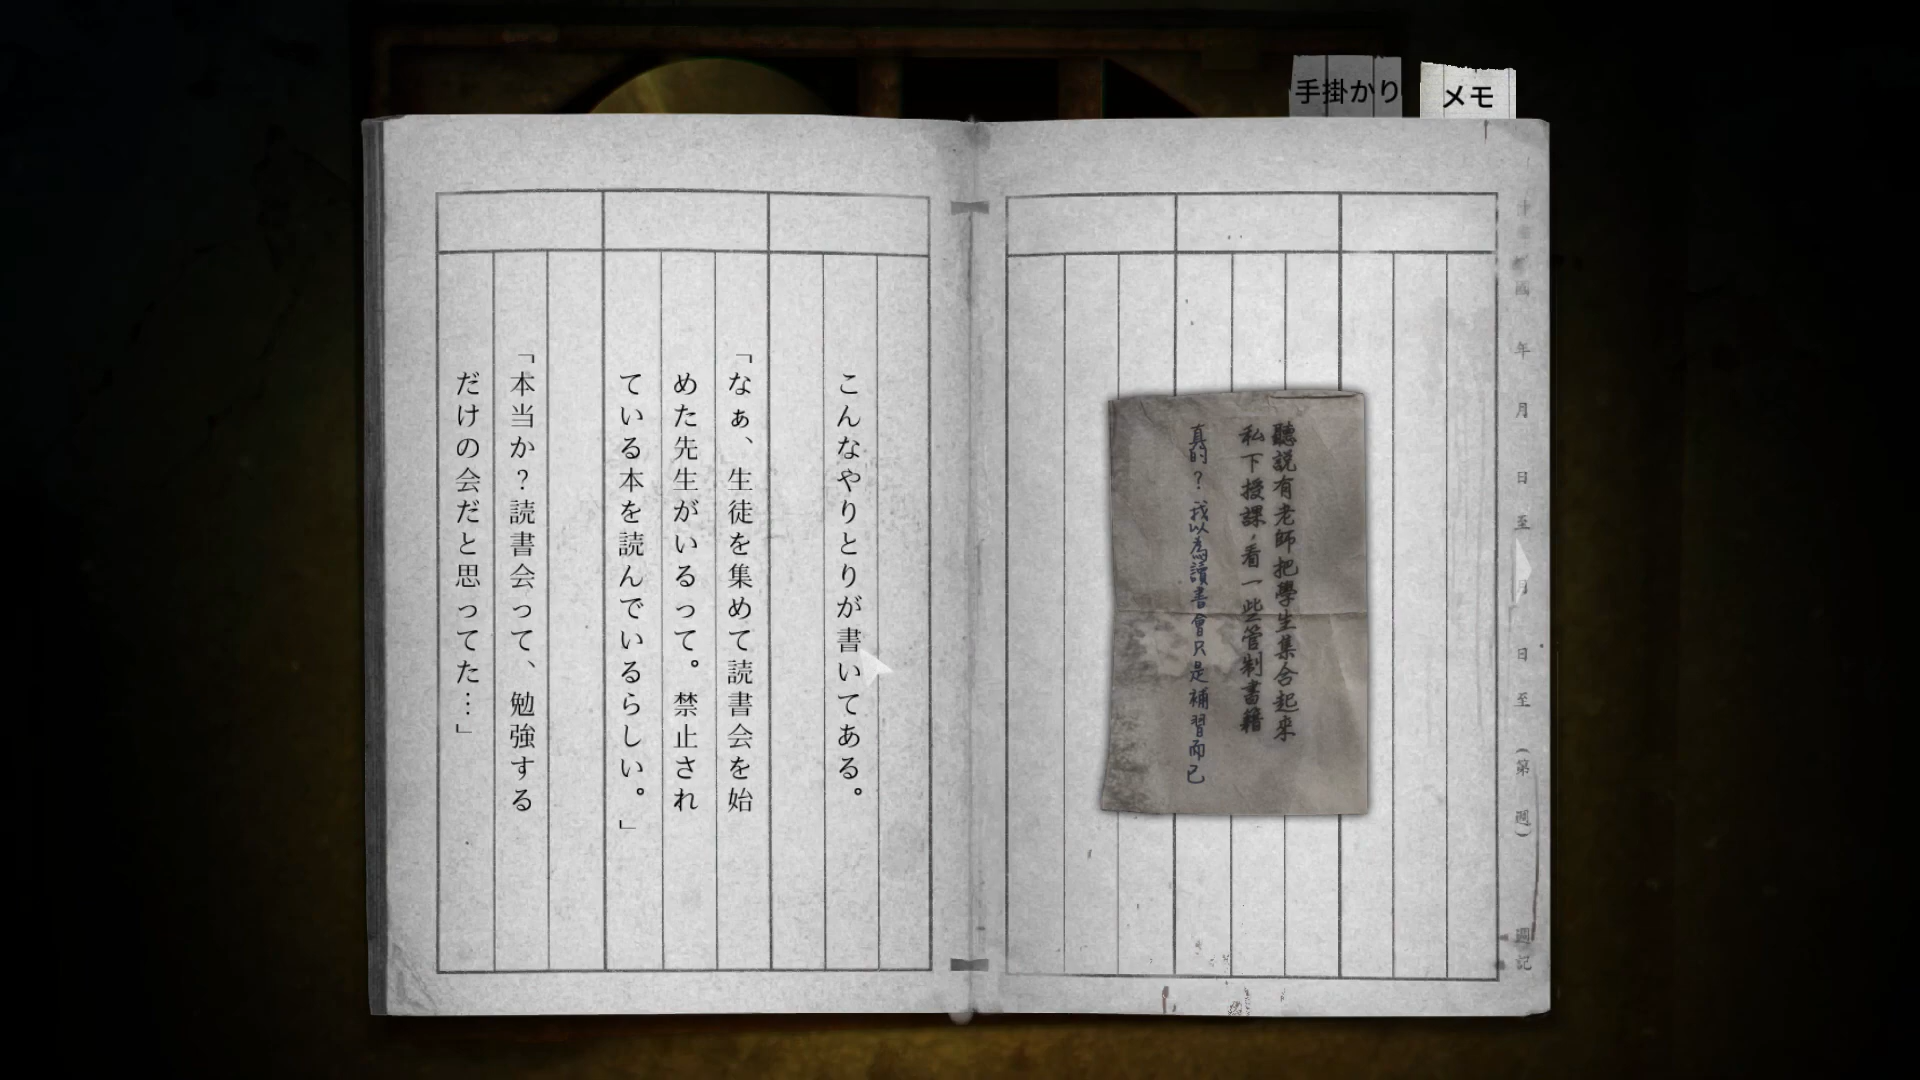 手掛かり
メモ
聽説有老師把學生集合起來
私下授課，看一些管制書籍
真的？我以為讀書會只是補習而已
こんなやりとりが書いてある。
「なぁ、生徒を集めて読書会を始
めた先生がいるって。禁止され
ている本を読んでいるらしい。」
「本当か？読書会って、勉強する
だけの会だと思ってた…」
年 月 日至 月 日至 (第 週) 週記